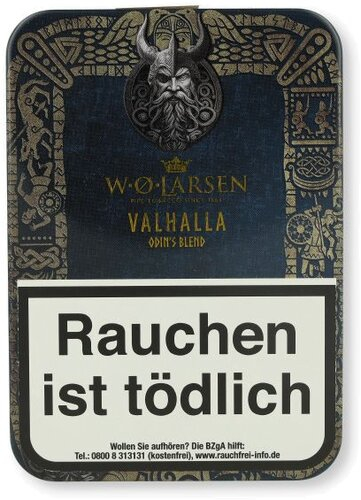 W·Ø·LARSEN
PIPE TOBACCO SINCE 1864
VALHALLA
ODIN'S BLEND
Rauchen
ist tödlich
Wollen Sie aufhören? Die BZgA hilft:
Tel.: 0800 8 313131 (kostenfrei), www.rauchfrei-info.de